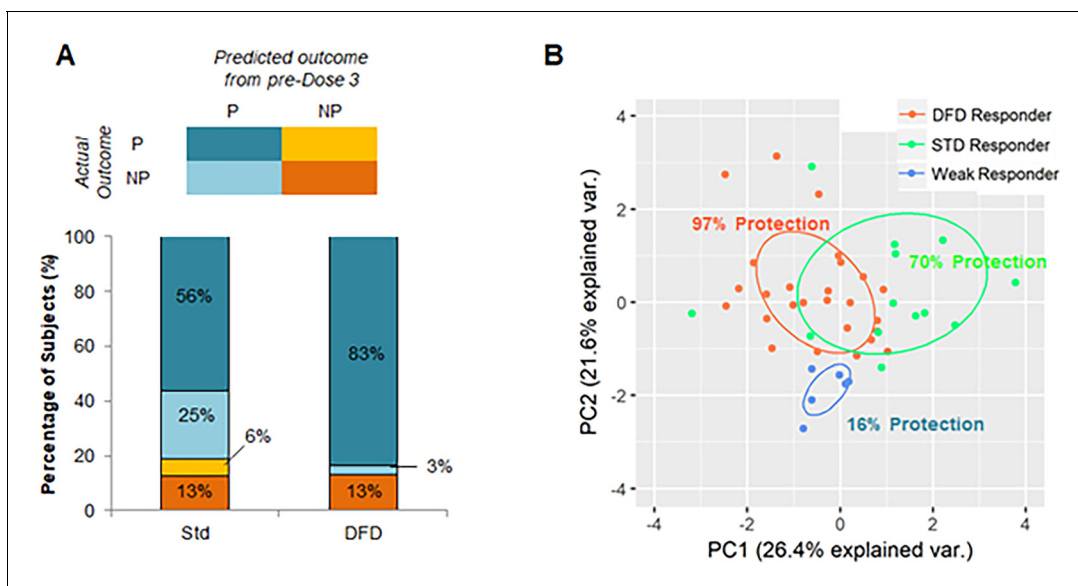 A
Predicted outcome
from pre-Dose 3
P NP
Actual
Outcome
P
NP
Percentage of Subjects (%)
100
80
60
40
20
0
56%
25%
6%
13%
83%
3%
13%
Std DFD
B
DFD Responder
STD Responder
Weak Responder
97% Protection
70% Protection
16% Protection
PC2 (21.6% explained var.)
4
2
0
-2
-4
-4 -2 0 2 4
PC1 (26.4% explained var.)